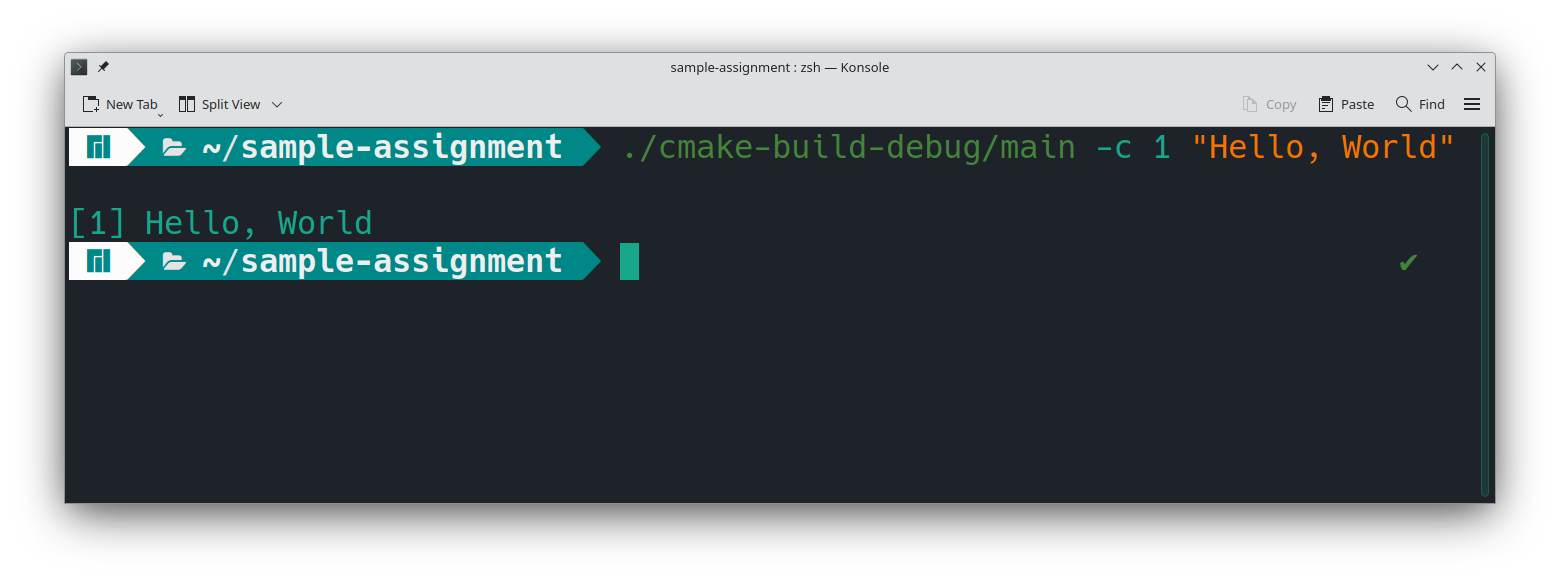 sample-assignment : zsh — Konsole
New Tab Split View Copy Paste Find
~/sample-assignment ./cmake-build-debug/main -c 1 "Hello, World"
[1] Hello, World
~/sample-assignment ✔